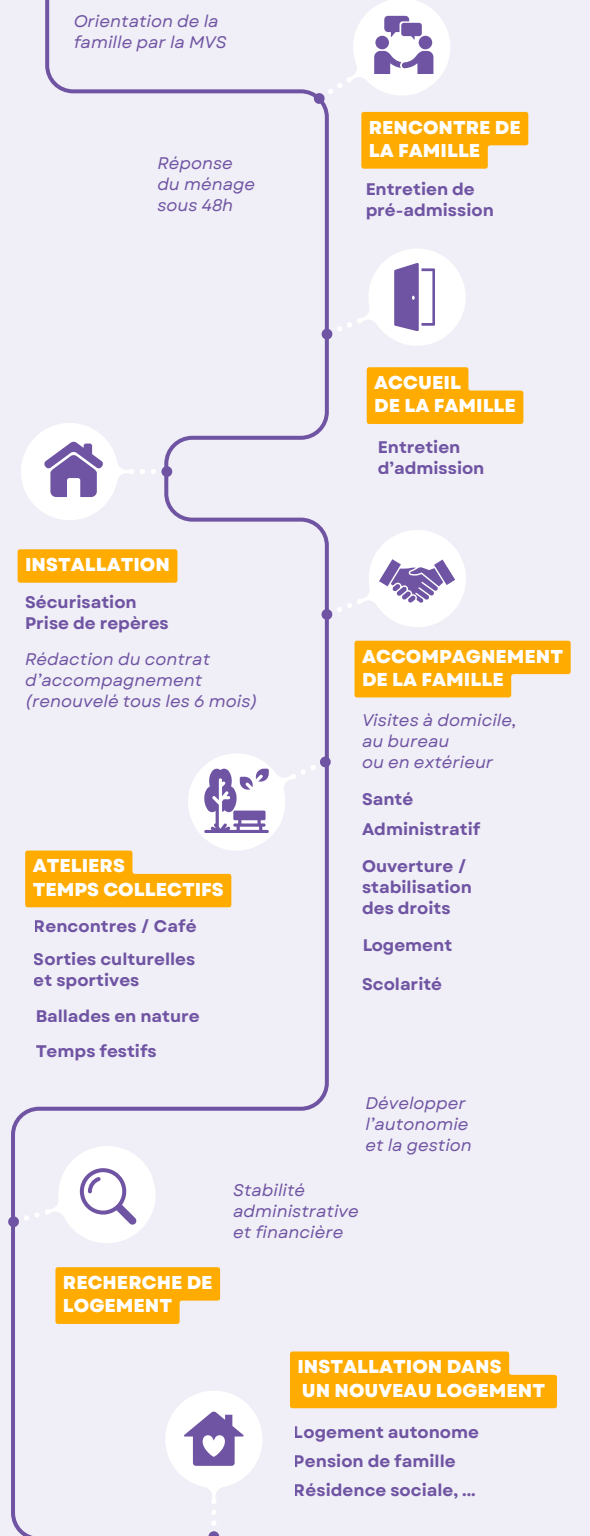 Orientation de la
famille par la MVS
RENCONTRE DE
LA FAMILLE
Entretien de
pré-admission
Réponse
du ménage
sous 48h
ACCUEIL
DE LA FAMILLE
Entretien
d’admission
INSTALLATION
Sécurisation
Prise de repères
Rédaction du contrat
d’accompagnement
(renouvelé tous les 6 mois)
ACCOMPAGNEMENT
DE LA FAMILLE
Visites à domicile,
au bureau
ou en extérieur
Santé
Administratif
Ouverture /
stabilisation
des droits
Logement
Scolarité
ATELIERS
TEMPS COLLECTIFS
Rencontres / Café
Sorties culturelles
et sportives
Ballades en nature
Temps festifs
Développer
l’autonomie
et la gestion
Stabilité
administrative
et financière
RECHERCHE DE
LOGEMENT
INSTALLATION DANS
UN NOUVEAU LOGEMENT
Logement autonome
Pension de famille
Résidence sociale, ...